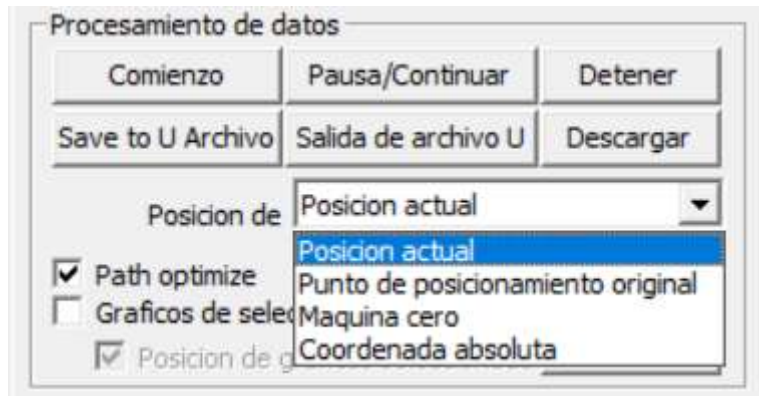 Procesamiento de datos
Comienzo Pausa/Continuar Detener
Save to U Archivo Salida de archivo U Descargar
Posicion de Posicion actual
Posicion actual
Path optimize
Punto de posicionamiento original
Graficos de
Maquina cero
Posicion de
Coordenada absoluta